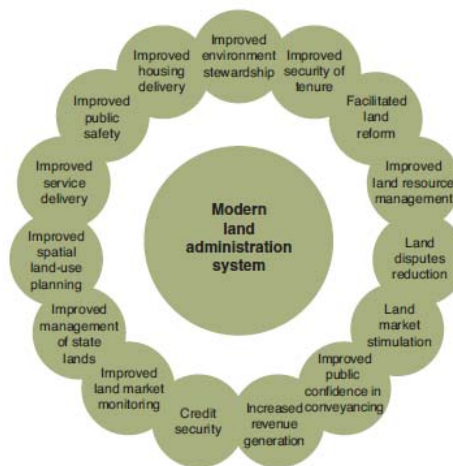 Modern
land
administration
system
Improved
environment
stewardship
Improved
security of
tenure
Facilitated
land
reform
Improved
land resource
management
Land
disputes
reduction
Land
market
stimulation
Improved
public
confidence in
conveyancing
Increased
revenue
generation
Credit
security
Improved
land market
monitoring
Improved
management
of state
lands
Improved
spatial
land-use
planning
Improved
service
delivery
Improved
public
safety
Improved
housing
delivery